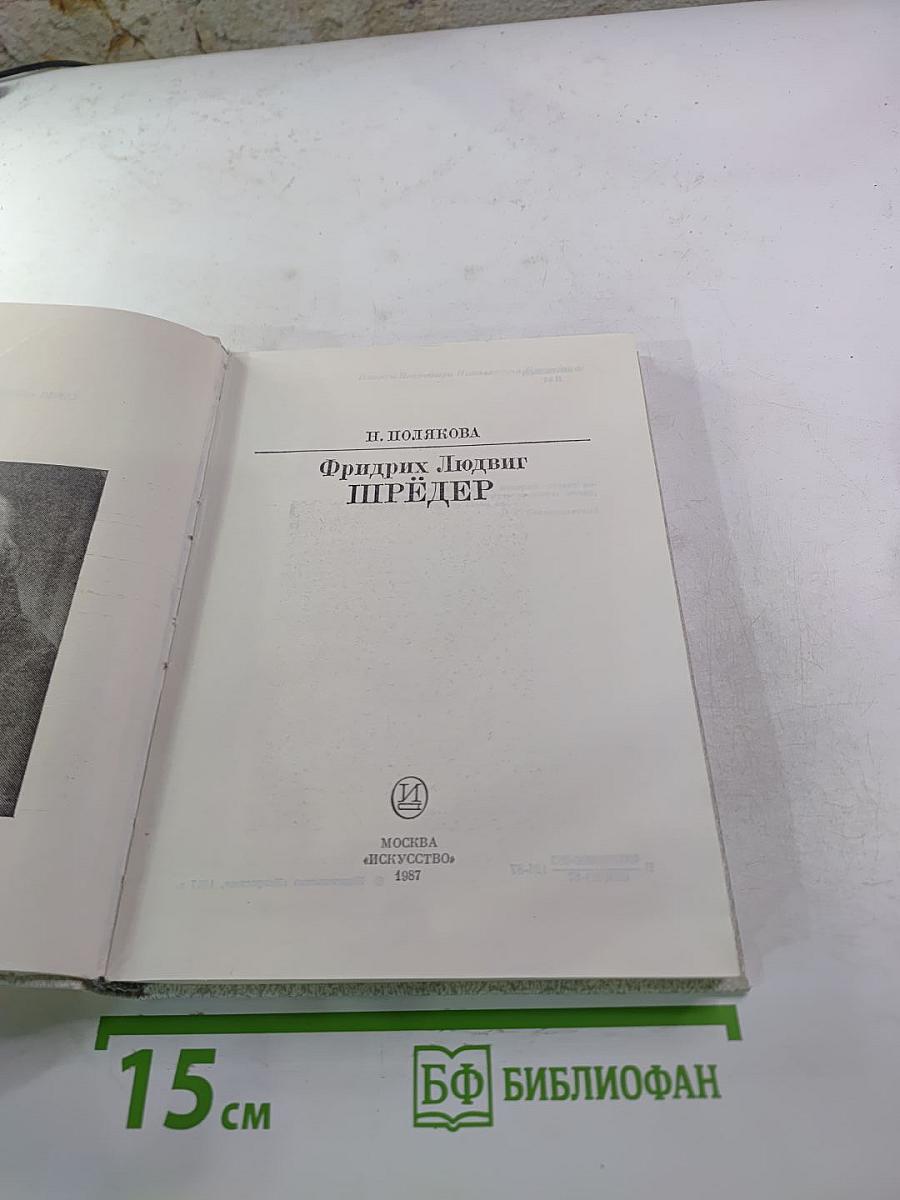 Н. ПОЛЯКОВА
Фридрих Людвиг
ШРЁДЕР
И
МОСКВА
«ИСКУССТВО»
1987
15 см
БФ БИБЛИОФАН